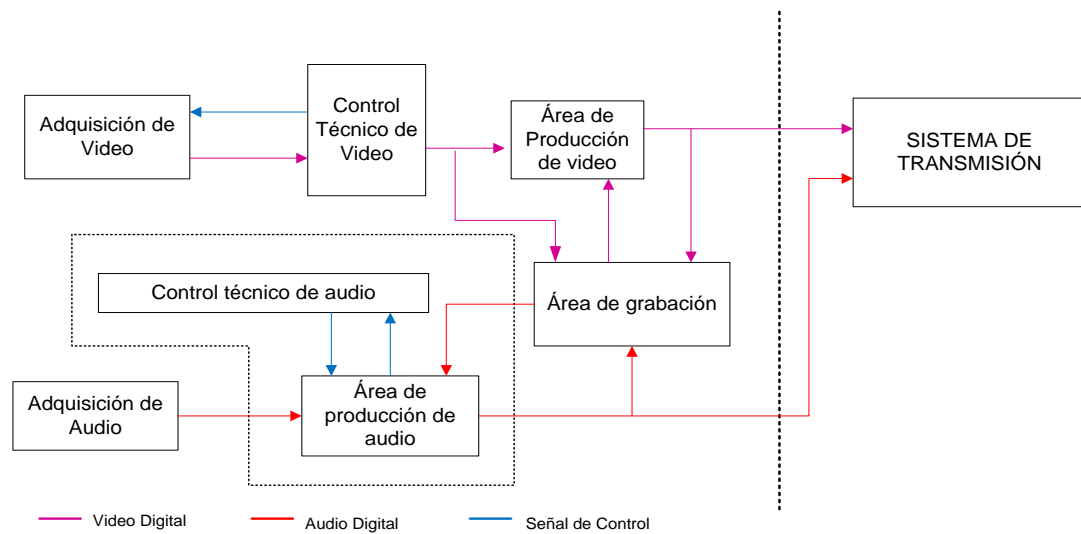 Adquisición de
Video
Control
Técnico de
Video
Área de
Producción
de video
SISTEMA DE
TRANSMISIÓN
Control técnico de audio
Área de grabación
Adquisición de
Audio
Área de
producción de
audio
Video Digital
Audio Digital
Señal de Control